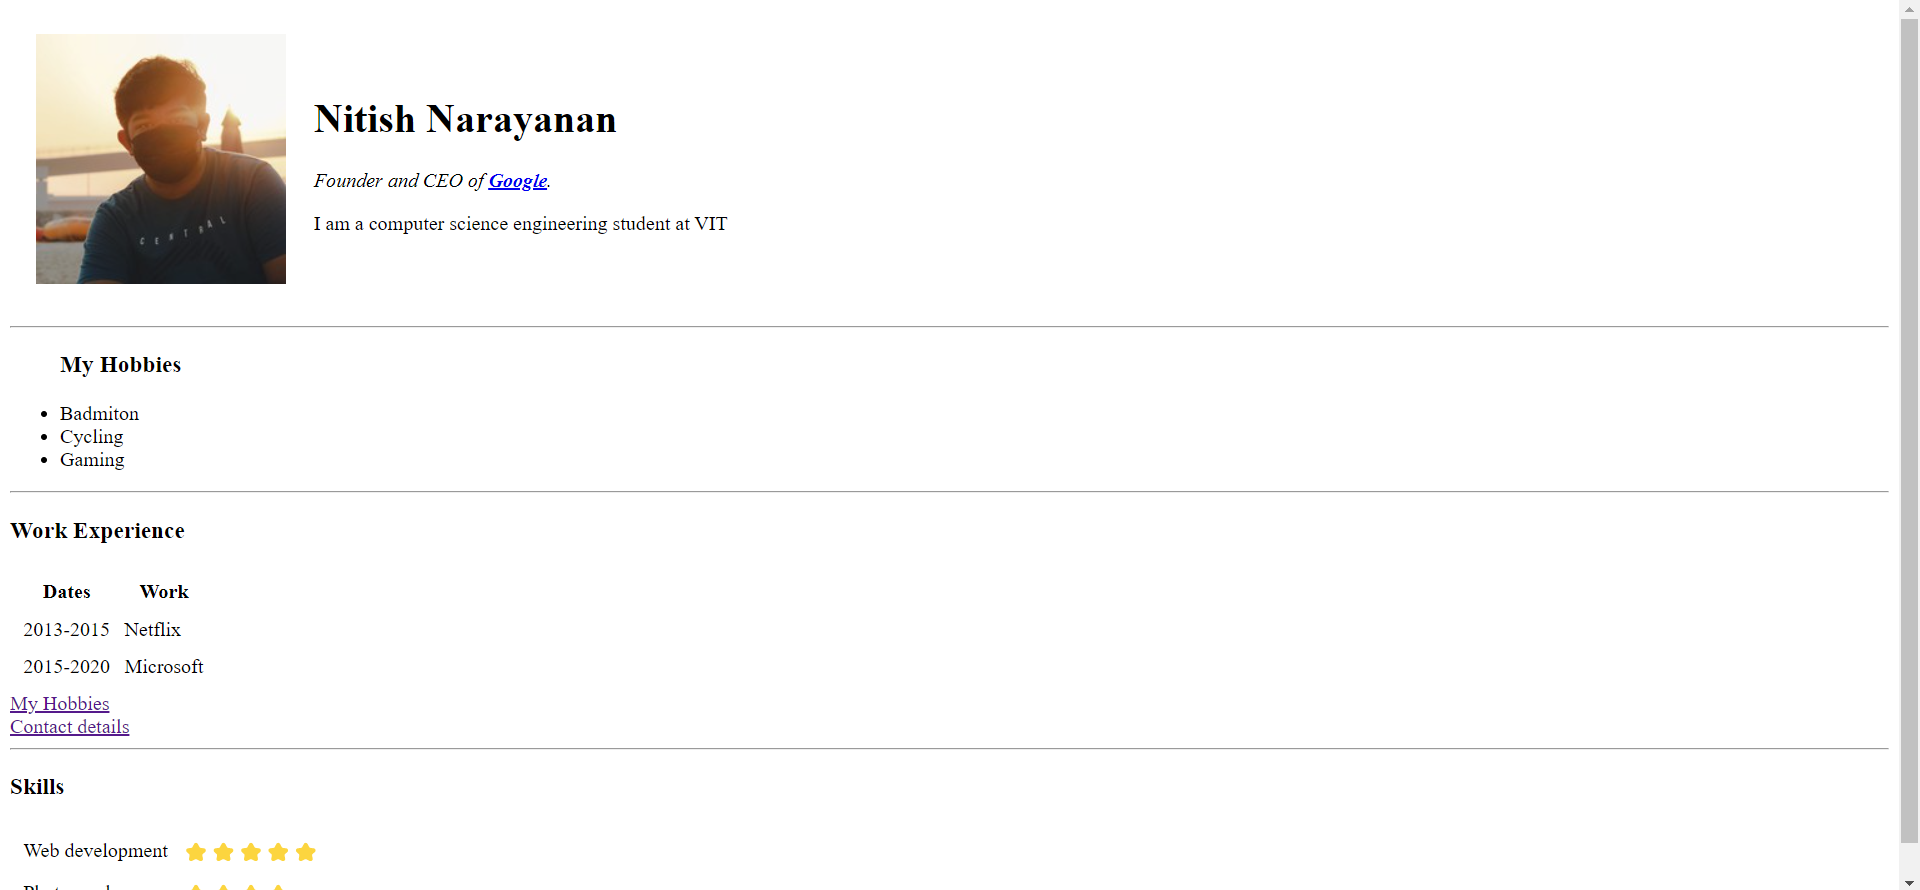 CENTRAL
Nitish Narayanan
Founder and CEO of Google.
I am a computer science engineering student at VIT
My Hobbies
Badmiton
Cycling
Gaming
Work Experience
Dates Work
2013-2015 Netflix
2015-2020 Microsoft
My Hobbies
Contact details
Skills
Web development